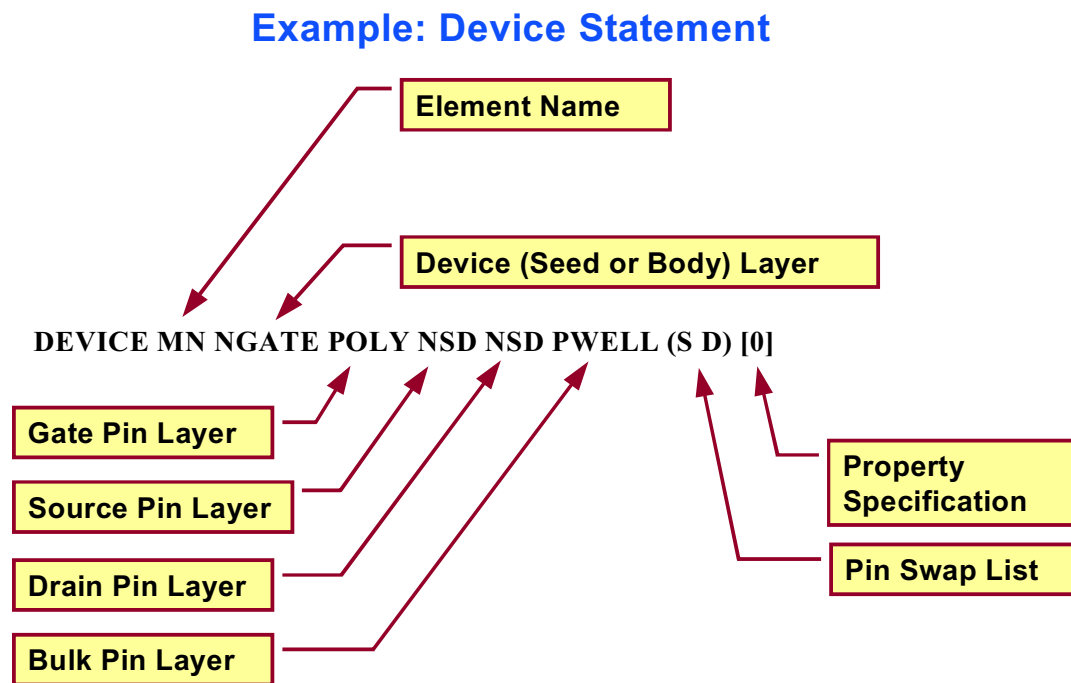 Example: Device Statement
Element Name
Device (Seed or Body) Layer
DEVICE MN NGATE POLY NSD NSD PWELL (S D) [0]
Gate Pin Layer
Source Pin Layer
Drain Pin Layer
Bulk Pin Layer
Property
Specification
Pin Swap List